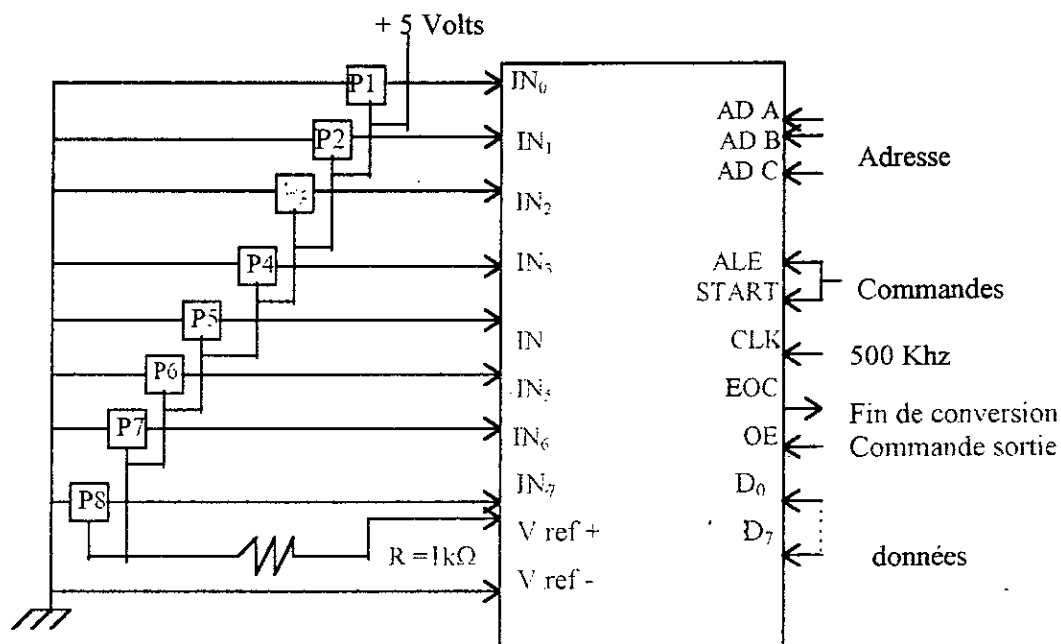 + 5 Volts
P1
IN₀
AD A
P2
IN₁
AD B
Adresse
AD C
IN₂
P4
IN₃
ALE
START
Commandes
P5
IN
CLK
500 Khz
P6
IN₅
EOC
Fin de conversion
P7
IN₆
OE
Commande sortie
P8
IN₇
D₀
V ref +
R = 1kΩ
D₇
données
V ref -